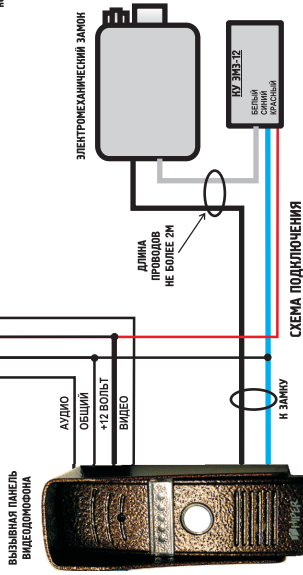 ЭЛЕКТРОМЕХАНИЧЕСКИЙ ЗАМОК
КУ ЭМЗ-12
БЕЛЫЙ
СИНИЙ
КРАСНЫЙ
ДЛИНА
ПРОВОДОВ
НЕ БОЛЕЕ 2М
СХЕМА ПОДКЛЮЧЕНИЯ
АУДИО
ОБЩИЙ
+12 ВОЛЬТ
ВИДЕО
К ЗАМКУ
ВЫЗЫВНАЯ ПАНЕЛЬ
ВИДЕОДОМОФОНА